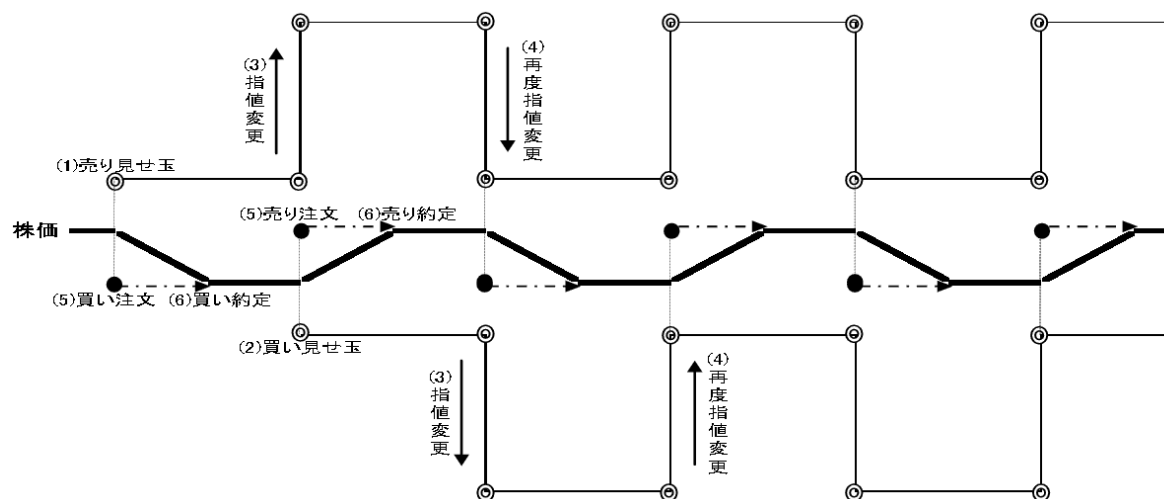 (3)指値変更
(4)再度指値変更
(1)売り見せ玉
(5)売り注文
(6)売り約定
株価
(5)買い注文
(6)買い約定
(2)買い見せ玉
(3)指値変更
(4)再度指値変更